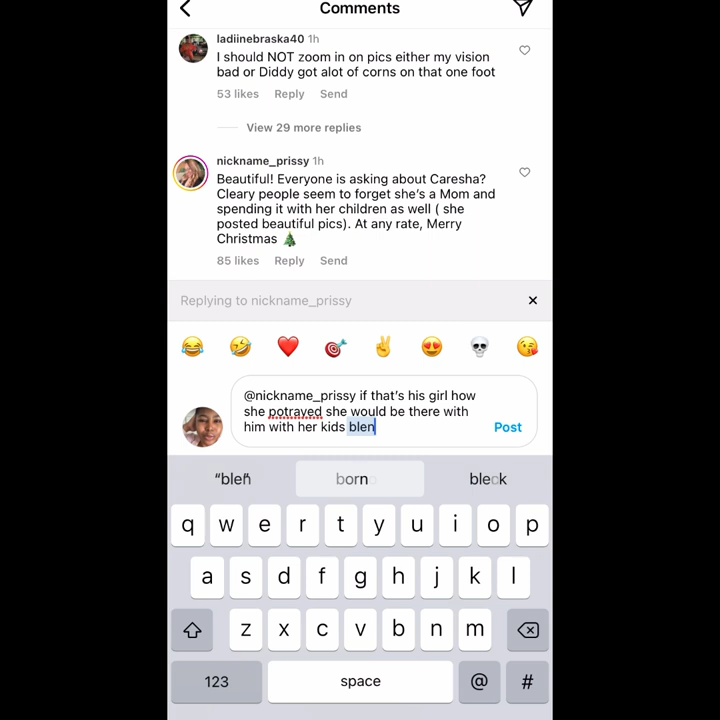 Comments
ladiinebraska40 1h
I should NOT zoom in on pics either my vision
bad or Diddy got alot of corns on that one foot
53 likes Reply Send
View 29 more replies
nickname_prissy 1h
Beautiful! Everyone is asking about Caresha?
Cleary people seem to forget she's a Mom and
spending it with her children as well ( she
posted beautiful pics). At any rate, Merry
Christmas 🎄
85 likes Reply Send
Replying to nickname_prissy
@nickname_prissy if that's his girl how
she potrayed she would be there with
him with her kids blen
Post
born
q w e r t y u i o p
a s d f g h j k l
z x c v b n m
123 space @ #